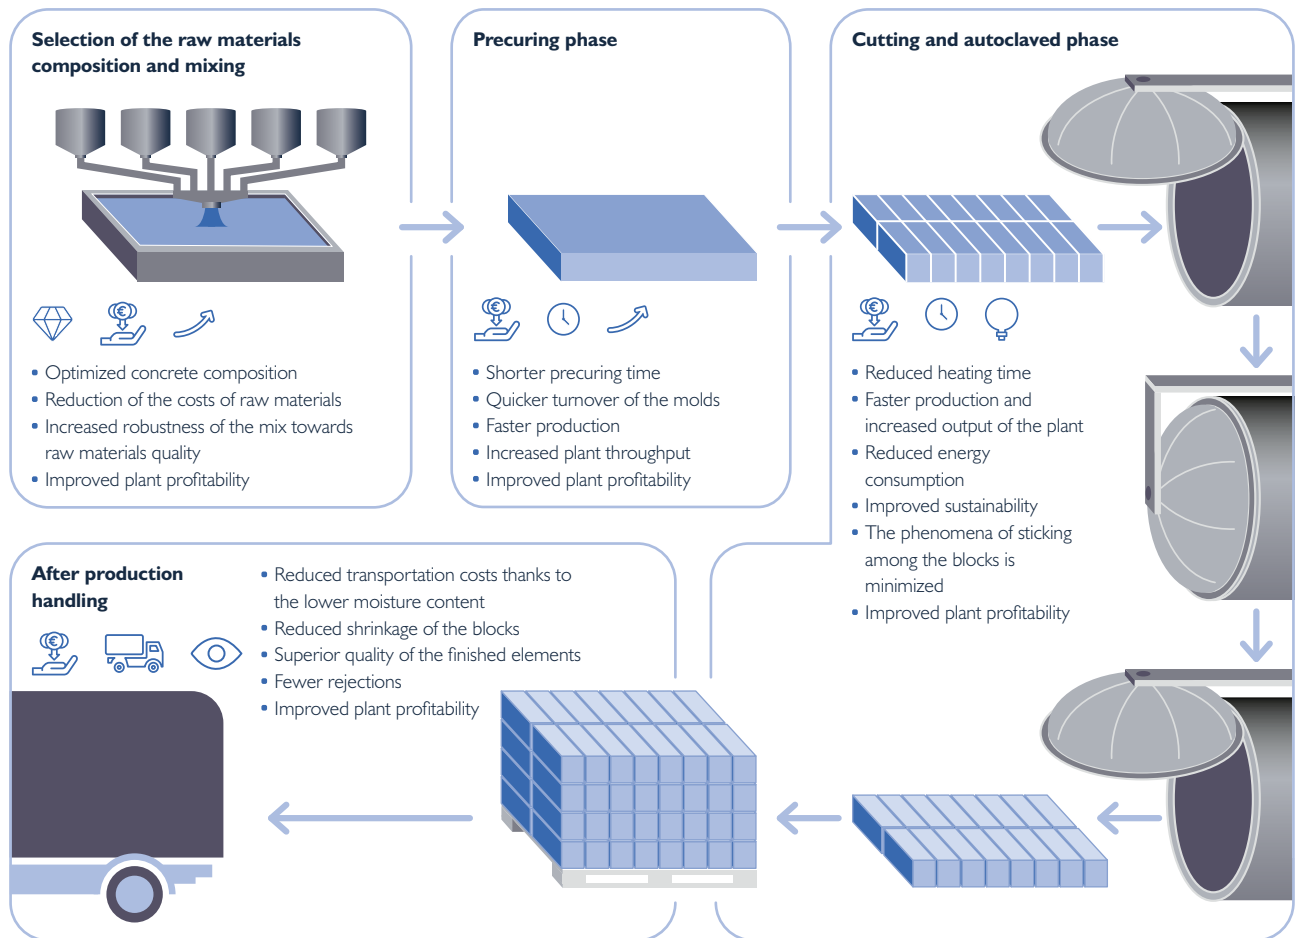 Selection of the raw materials
composition and mixing
€
• Optimized concrete composition
• Reduction of the costs of raw materials
• Increased robustness of the mix towards
raw materials quality
• Improved plant profitability
Precuring phase
€
• Shorter precuring time
• Quicker turnover of the molds
• Faster production
• Increased plant throughput
• Improved plant profitability
Cutting and autoclaved phase
€
• Reduced heating time
• Faster production and
increased output of the plant
• Reduced energy
consumption
• Improved sustainability
• The phenomena of sticking
among the blocks is
minimized
• Improved plant profitability
After production
handling
€
• Reduced transportation costs thanks to
the lower moisture content
• Reduced shrinkage of the blocks
• Superior quality of the finished elements
• Fewer rejections
• Improved plant profitability